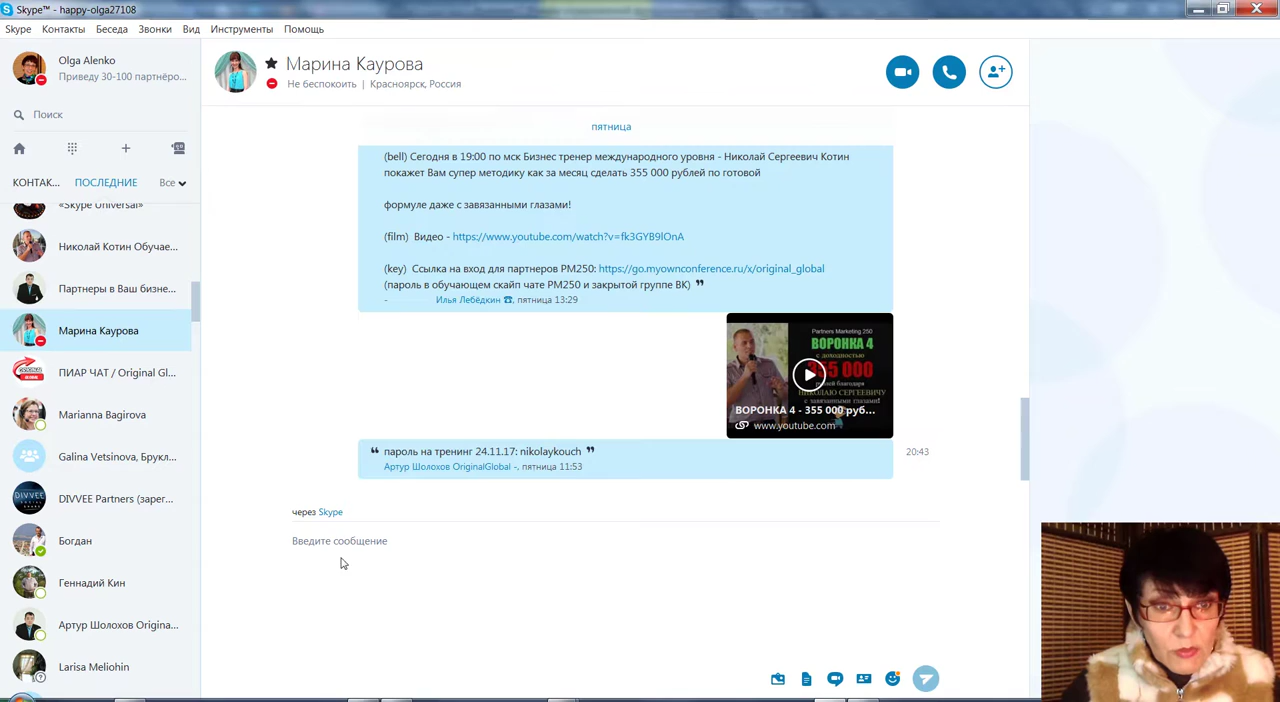 Skype™ - happy-olga27108
Skype Контакты Беседа Звонки Вид Инструменты Помощь
Olga Alenko
Приведу 30-100 партнёро...
Поиск
КОНТАК... ПОСЛЕДНИЕ Все
«Skype Universal»
Николай Котин Обучае...
Партнеры в Ваш бизне...
Марина Каурова
ПИАР ЧАТ / Original Gl...
Marianna Bagirova
Galina Vetsinova, Брукл...
DIVVEE Partners (зарег...
Богдан
Геннадий Кин
Артур Шолохов Origina...
Larisa Meliohin
Марина Каурова
Не беспокоить | Красноярск, Россия
пятница
(bell) Сегодня в 19:00 по мск Бизнес тренер международного уровня - Николай Сергеевич Котин
покажет Вам супер методику как за месяц сделать 355 000 рублей по готовой
формуле даже с завязанными глазами!
(film) Видео - https://www.youtube.com/watch?v=fk3GYB9lOnA
(key) Ссылка на вход для партнеров PM250: https://go.myownconference.ru/x/original_global
(пароль в обучающем скайп чате PM250 и закрытой группе ВК) ❞
- Илья Лебёдкин ☎, пятница 13:29
Partners Marketing 250
ВОРОНКА 4
с доходностью
355 000
рублей благодаря
НИКОЛАЮ СЕРГЕЕВИЧУ
с завязанными глазами!
ВОРОНКА 4 - 355 000 руб...
www.youtube.com
❝ пароль на тренинг 24.11.17: nikolaykouch ❞
Артур Шолохов OriginalGlobal -, пятница 11:53
20:43
через Skype
Введите сообщение